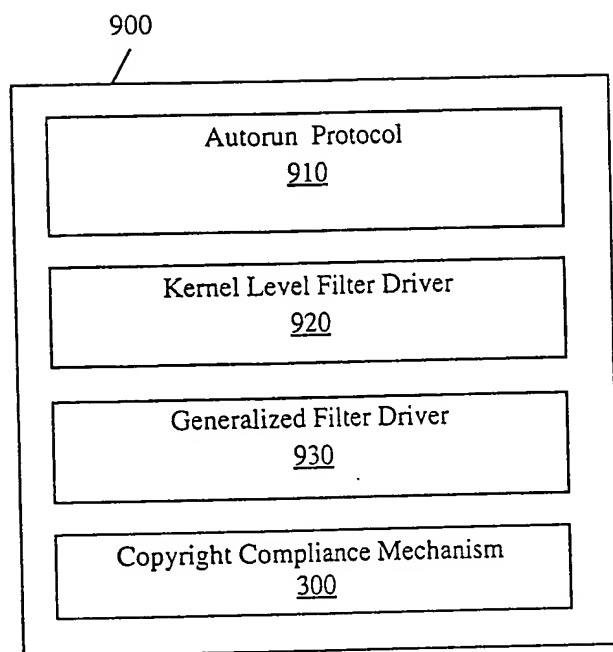 900
Autorun Protocol
910
Kernel Level Filter Driver
920
Generalized Filter Driver
930
Copyright Compliance Mechanism
300